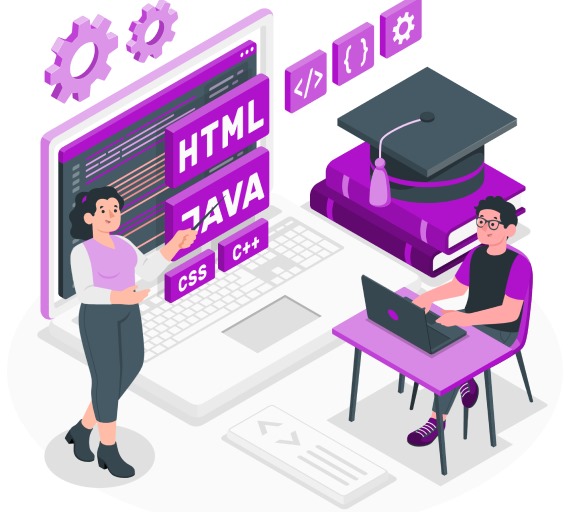 </>
{ }
HTML
JAVA
CSS
C++
< >